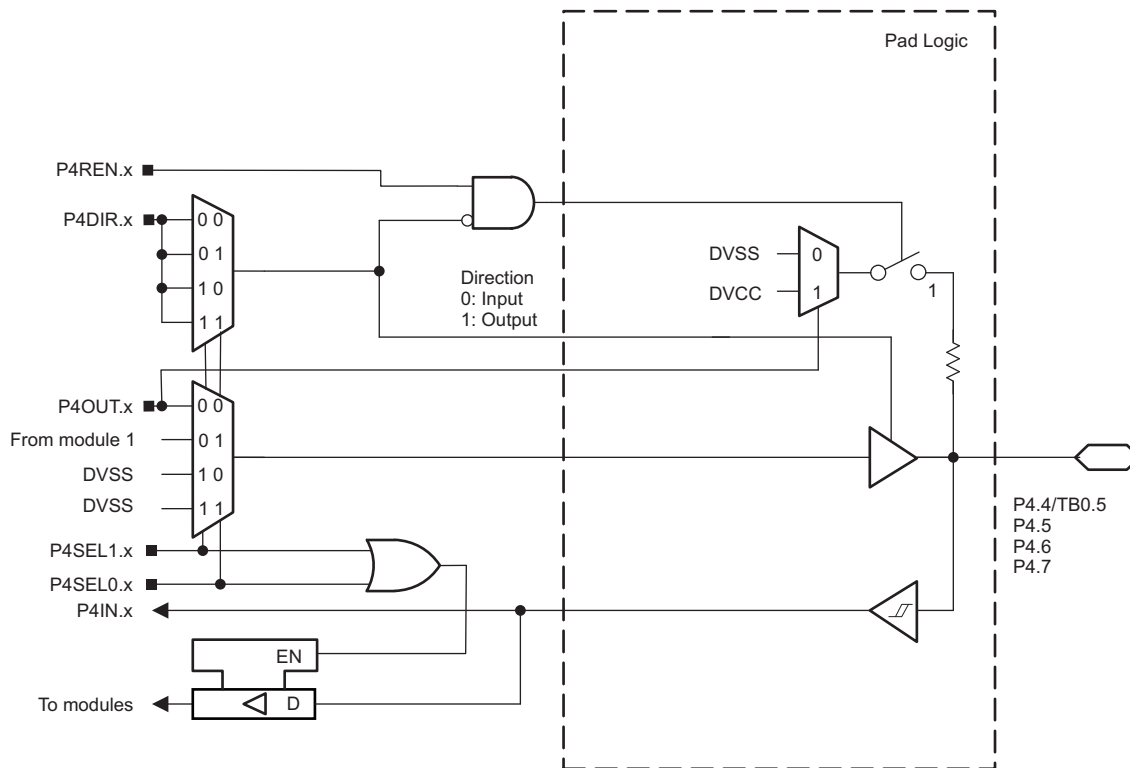 Pad Logic
P4REN.x
P4DIR.x
0 0
0 1
1 0
1 1
Direction
0: Input
1: Output
DVSS
0
DVCC
1
1
P4OUT.x
0 0
From module 1
0 1
DVSS
1 0
DVSS
1 1
P4.4/TB0.5
P4.5
P4.6
P4.7
P4SEL1.x
P4SEL0.x
P4IN.x
EN
To modules
D